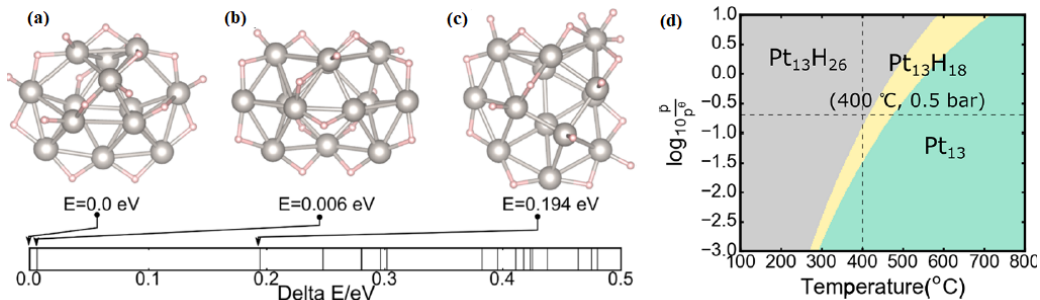 (a)
(b)
(c)
E=0.0 eV
E=0.006 eV
E=0.194 eV
0.0 0.1 0.2 0.3 0.4 0.5
Delta E/eV
(d)
log₁₀ p/p^θ
1.0
0.5
0.0
−0.5
−1.0
−1.5
−2.0
−2.5
−3.0
Pt₁₃H₂₆
Pt₁₃H₁₈
(400 ℃, 0.5 bar)
Pt₁₃
100 200 300 400 500 600 700 800
Temperature(°C)